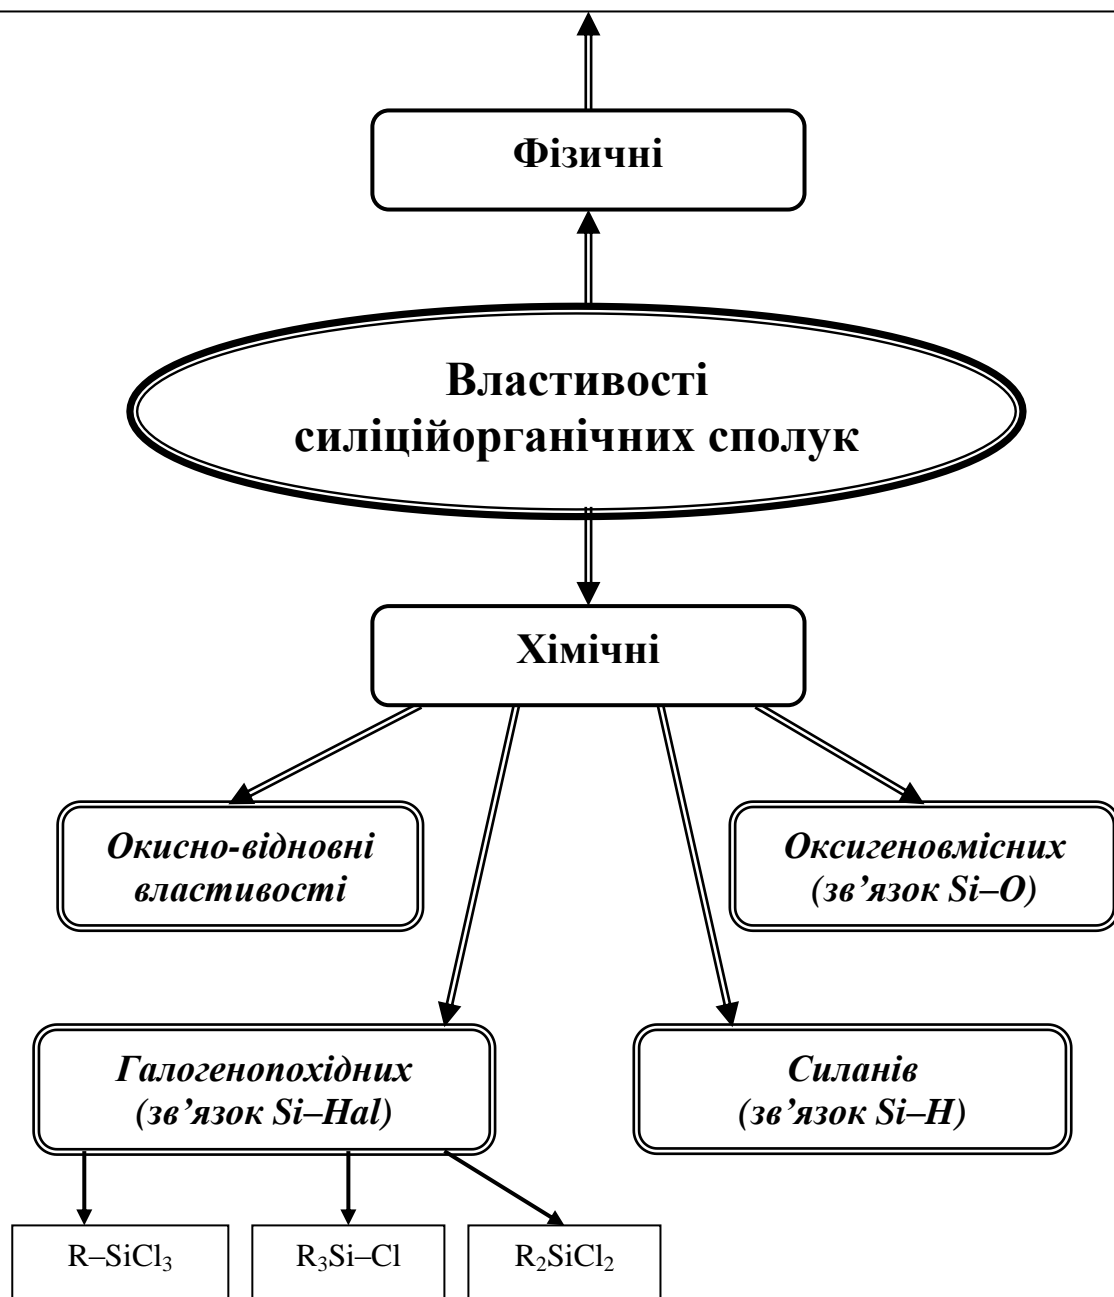 Фізичні
Властивості
силіційорганічних сполук
Хімічні
Окисно-відновні
властивості
Оксигеновмісних
(зв’язок Si–O)
Галогенопохідних
(зв’язок Si–Hal)
Силанів
(зв’язок Si–H)
R–SiCl₃
R₃Si–Cl
R₂SiCl₂